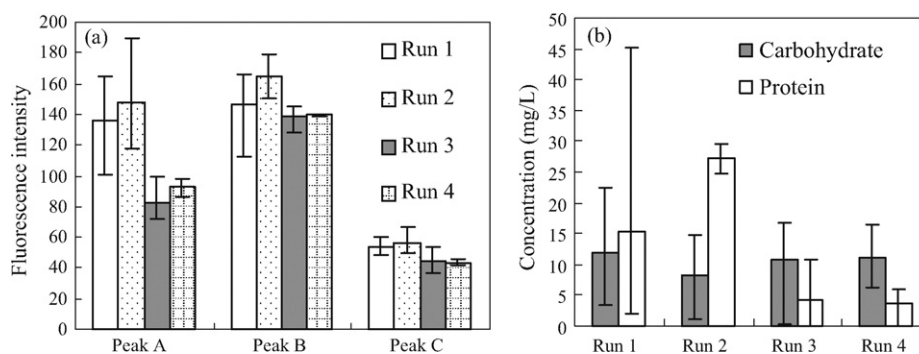 (a)
Fluorescence intensity
200
180
160
140
120
100
80
60
40
20
0
Peak A
Peak B
Peak C
Run 1
Run 2
Run 3
Run 4
(b)
Concentration (mg/L)
50
45
40
35
30
25
20
15
10
5
0
Run 1
Run 2
Run 3
Run 4
Carbohydrate
Protein